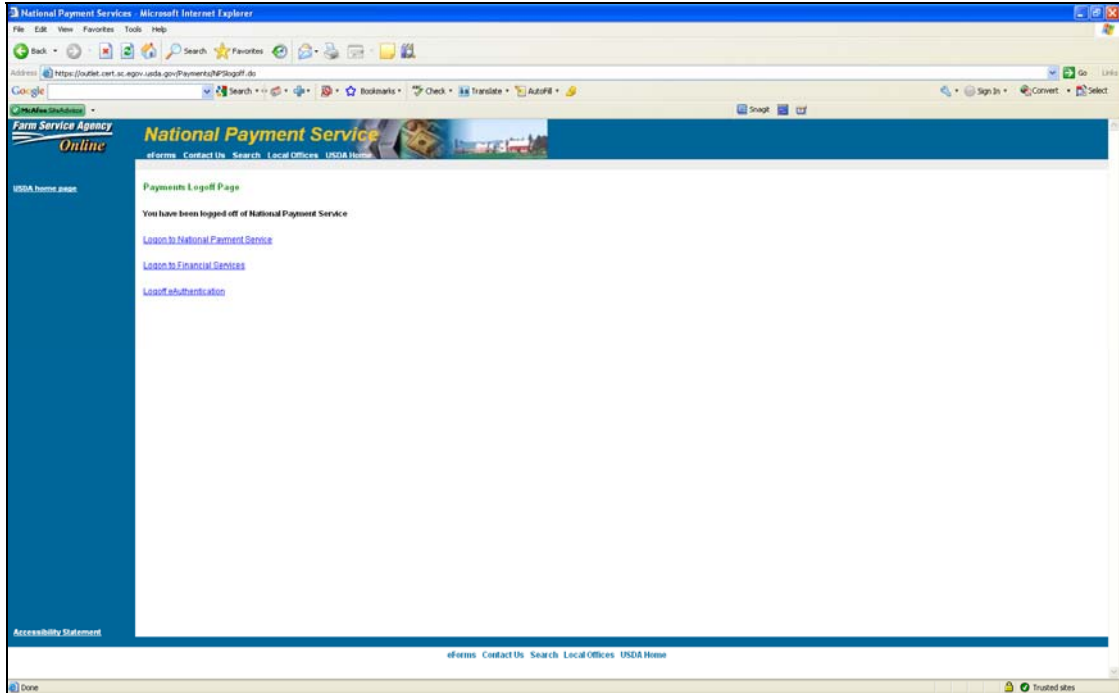 National Payment Services - Microsoft Internet Explorer
File Edit View Favorites Tools Help
Back Search Favorites
Address https://outlet.cert.sc.egov.usda.gov/Payments/NPSlogoff.do Go Links
Google Search Bookmarks Check Translate AutoFill Sign In Convert Select
McAfee SiteAdvisor SnagIt
Farm Service Agency
Online
National Payment Service
eForms Contact Us Search Local Offices USDA Home
USDA home page
Payments Logoff Page
You have been logged off of National Payment Service
Logon to National Payment Service
Logon to Financial Services
Logoff eAuthentication
Accessibility Statement
eForms Contact Us Search Local Offices USDA Home
Done Trusted sites